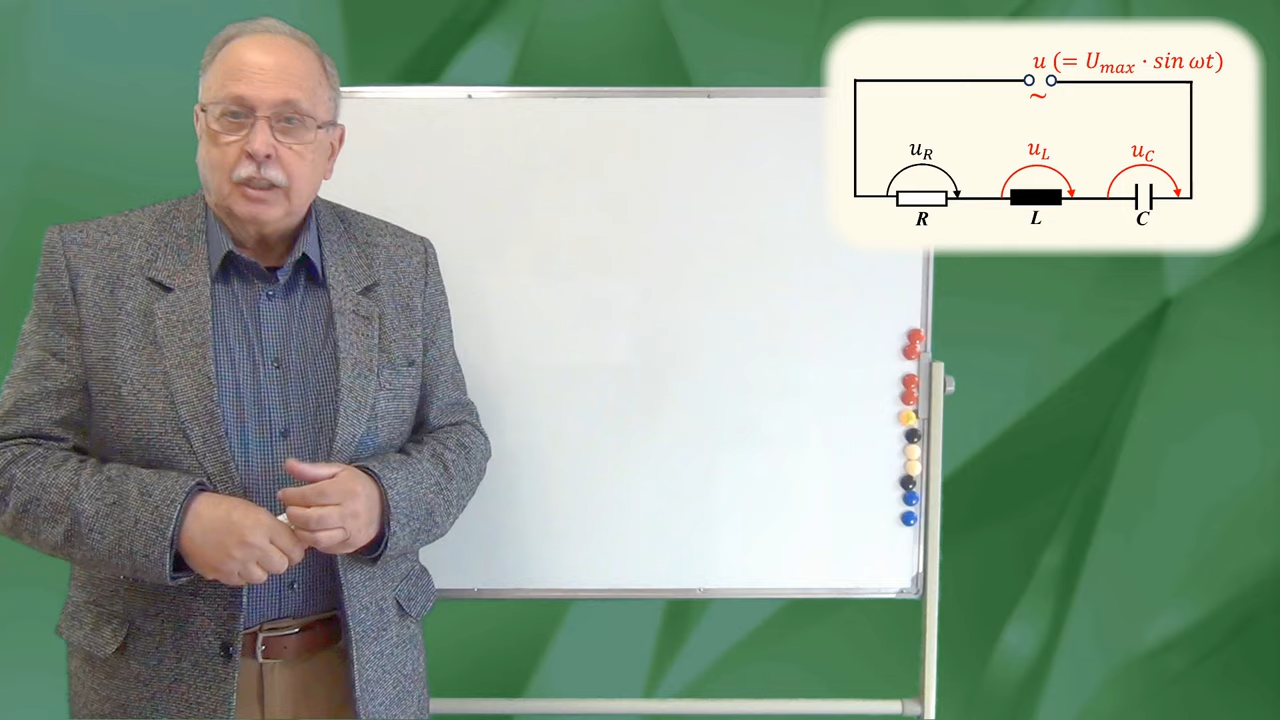 u (= U_max · sin ωt)
~
u_R u_L u_C
R L C